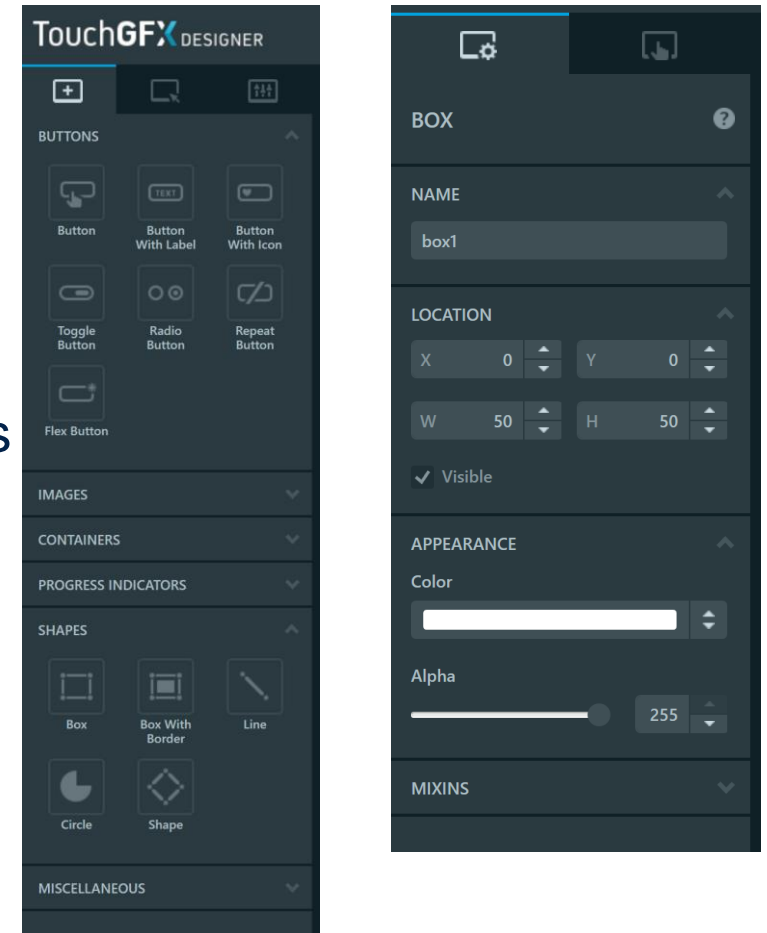 TouchGFX DESIGNER
BUTTONS
Button
Button With Label
Button With Icon
TEXT
Toggle Button
Radio Button
Repeat Button
Flex Button
s
IMAGES
CONTAINERS
PROGRESS INDICATORS
SHAPES
Box
Box With Border
Line
Circle
Shape
MISCELLANEOUS
BOX
?
NAME
box1
LOCATION
X 0 Y 0
W 50 H 50
Visible
APPEARANCE
Color
Alpha
255
MIXINS